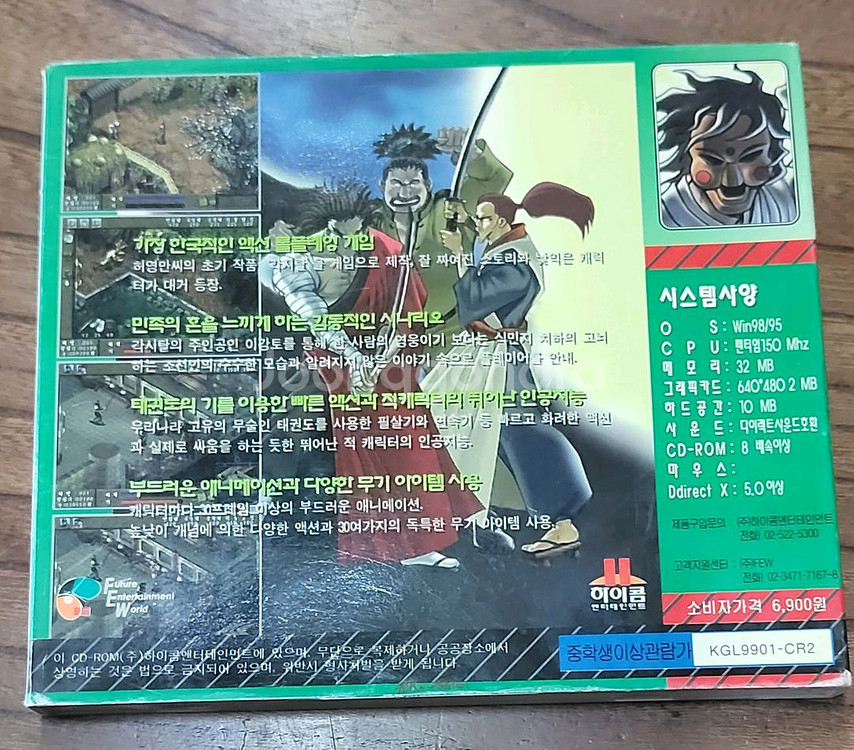 가장 한국적인 액션 롤플레잉 게임
허영만씨의 초기 작품 각시탈을 게임으로 제작, 잘 짜여진 스토리와 낯익은 캐릭
터가 대거 등장.
민족의 혼을 느끼게 하는 감동적인 시나리오
각시탈의 주인공인 이강토를 통해 한 사람의 영웅이기 보다는 식민지 치하의 고뇌
하는 조선인의 순수한 모습과 알려지지 않은 이야기 속으로 플레이어를 안내.
태권도의 기를 이용한 빠른 액션과 적캐릭터의 뛰어난 인공지능
우리나라 고유의 무술인 태권도를 사용한 필살기와 연속기 등 빠르고 화려한 액션
과 실제로 싸움을 하는 듯한 뛰어난 적 캐릭터의 인공지능.
부드러운 애니메이션과 다양한 무기 아이템 사용
캐릭터마다 30프레임 이상의 부드러운 애니메이션.
높낮이 개념에 의한 다양한 액션과 30여가지의 독특한 무기 아이템 사용.
시스템사양
O S : Win98/95
C P U : 펜티엄150 Mhz
메 모 리 : 32 MB
그래픽카드 : 640*480 2 MB
하드공간 : 10 MB
사 운 드 : 다이렉트사운드호환
CD-ROM : 8 배속이상
마 우 스 :
Ddirect X : 5.0이상
제품구입문의 : (주)하이콤엔터테인먼트
전화) 02-522-5300
고객지원센터 : (주)FEW
전화) 02-3471-7167~8
소비자가격 6,900원
Future
Entertainment
World
하이콤
엔터테인먼트
이 CD-ROM(주)하이콤엔터테인먼트에 있으며, 무단으로 복제하거나 공공장소에서
상영하는 것은 법으로 금지되어 있으며, 위반시 형사처벌을 받게 됩니다.
중학생이상관람가
KGL9901-CR2